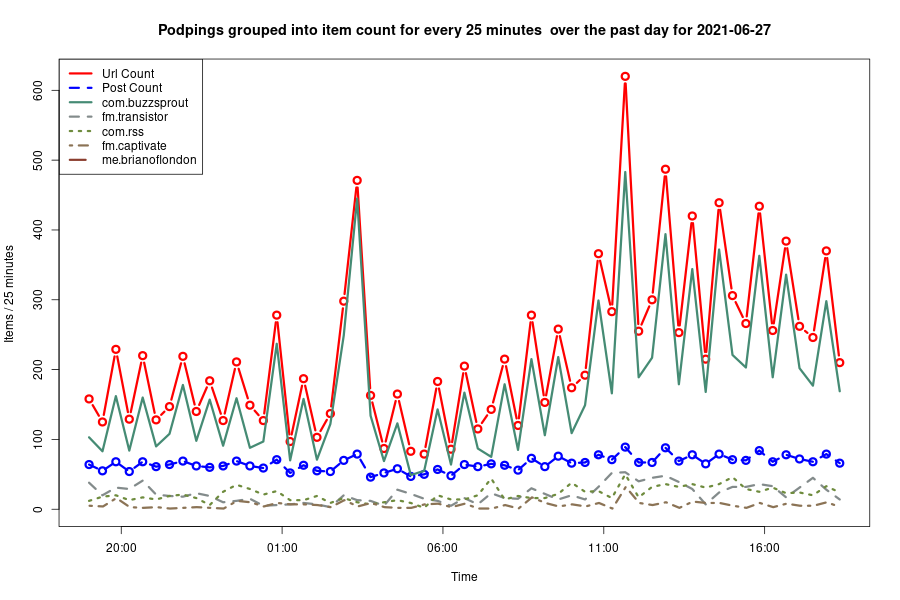 Podpings grouped into item count for every 25 minutes  over the past day for 2021-06-27
Url Count
Post Count
com.buzzsprout
fm.transistor
com.rss
fm.captivate
me.brianoflondon
Items / 25 minutes
600
500
400
300
200
100
0
20:00 01:00 06:00 11:00 16:00
Time